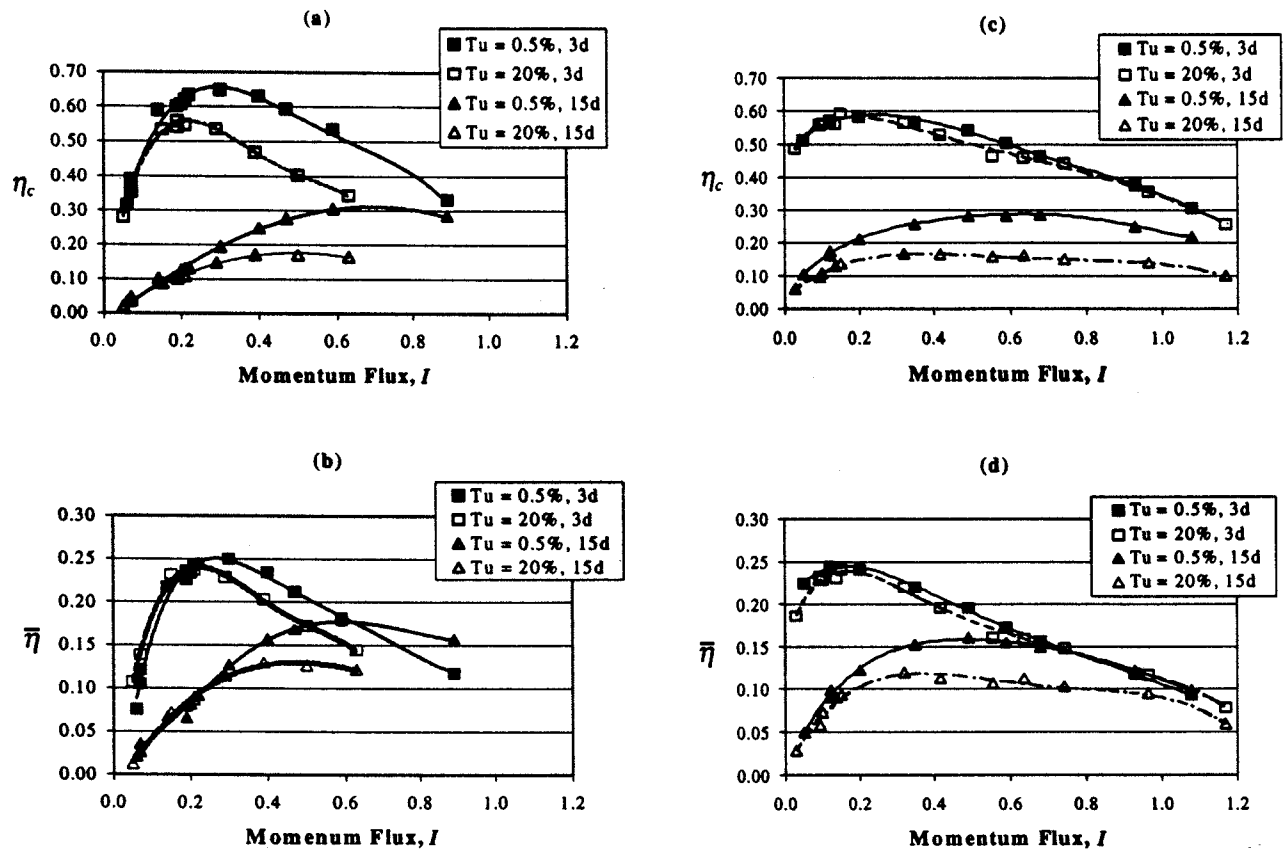 (a)
Tu = 0.5%, 3d
Tu = 20%, 3d
Tu = 0.5%, 15d
Tu = 20%, 15d
0.70
0.60
0.50
0.40
0.30
0.20
0.10
0.00
ηc
0.0 0.2 0.4 0.6 0.8 1.0 1.2
Momentum Flux, I
(c)
Tu = 0.5%, 3d
Tu = 20%, 3d
Tu = 0.5%, 15d
Tu = 20%, 15d
0.70
0.60
0.50
0.40
0.30
0.20
0.10
0.00
ηc
0.0 0.2 0.4 0.6 0.8 1.0 1.2
Momentum Flux, I
(b)
Tu = 0.5%, 3d
Tu = 20%, 3d
Tu = 0.5%, 15d
Tu = 20%, 15d
0.30
0.25
0.20
0.15
0.10
0.05
0.00
η̅
0.0 0.2 0.4 0.6 0.8 1.0 1.2
Momenum Flux, I
(d)
Tu = 0.5%, 3d
Tu = 20%, 3d
Tu = 0.5%, 15d
Tu = 20%, 15d
0.30
0.25
0.20
0.15
0.10
0.05
0.00
η̅
0.0 0.2 0.4 0.6 0.8 1.0 1.2
Momentum Flux, I